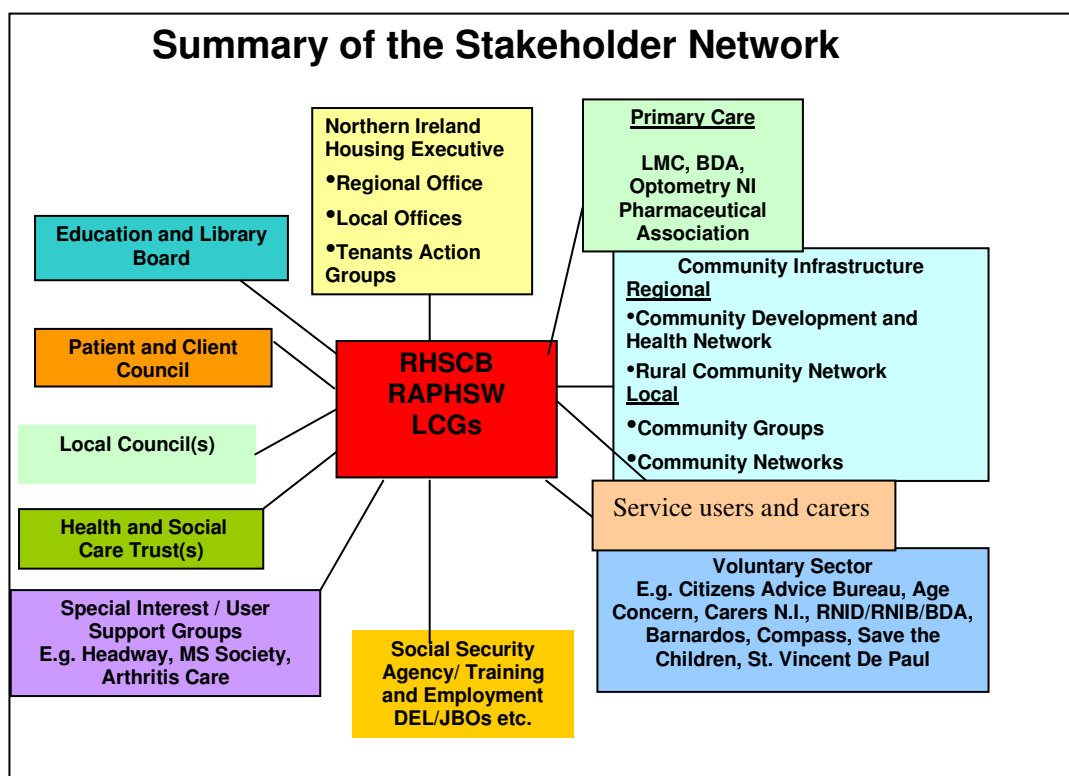 Summary of the Stakeholder Network
Northern Ireland
Housing Executive
•Regional Office
•Local Offices
•Tenants Action
Groups
Primary Care
LMC, BDA,
Optometry NI
Pharmaceutical
Association
Education and Library
Board
Community Infrastructure
Regional
•Community Development and
Health Network
•Rural Community Network
Local
•Community Groups
•Community Networks
Patient and Client
Council
RHSCB
RAPHSW
LCGs
Local Council(s)
Health and Social
Care Trust(s)
Service users and carers
Special Interest / User
Support Groups
E.g. Headway, MS Society,
Arthritis Care
Social Security
Agency/ Training
and Employment
DEL/JBOs etc.
Voluntary Sector
E.g. Citizens Advice Bureau, Age
Concern, Carers N.I., RNID/RNIB/BDA,
Barnardos, Compass, Save the
Children, St. Vincent De Paul